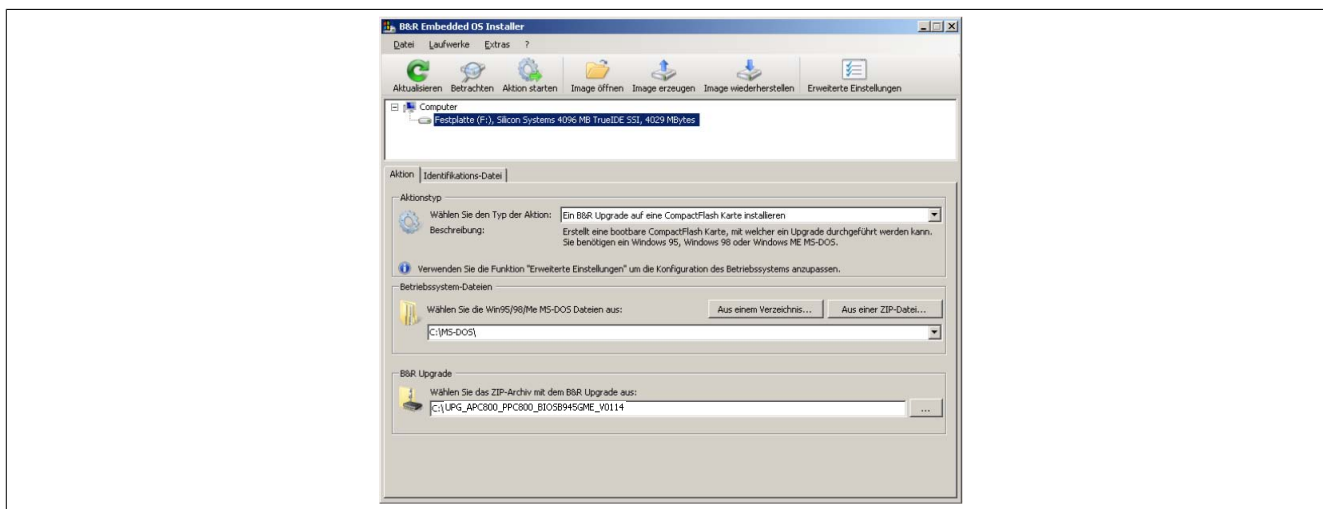 B&R Embedded OS Installer
Datei Laufwerke Extras ?
Aktualisieren Betrachten Aktion starten Image öffnen Image erzeugen Image wiederherstellen Erweiterte Einstellungen
Computer
Festplatte (F:), Silicon Systems 4096 MB TrueIDE SSI, 4029 MBytes
Aktion Identifikations-Datei
Aktionstyp
Wählen Sie den Typ der Aktion: Ein B&R Upgrade auf eine CompactFlash Karte installieren
Beschreibung: Erstellt eine bootbare CompactFlash Karte, mit welcher ein Upgrade durchgeführt werden kann.
Sie benötigen ein Windows 95, Windows 98 oder Windows ME MS-DOS.
Verwenden Sie die Funktion "Erweiterte Einstellungen" um die Konfiguration des Betriebssystems anzupassen.
Betriebssystem-Dateien
Wählen Sie die Win95/98/Me MS-DOS Dateien aus: Aus einem Verzeichnis... Aus einer ZIP-Datei...
C:\MS-DOS\
B&R Upgrade
Wählen Sie das ZIP-Archiv mit dem B&R Upgrade aus:
C:\UPG_APC800_PPC800_BIOSB945GME_V0114 ...